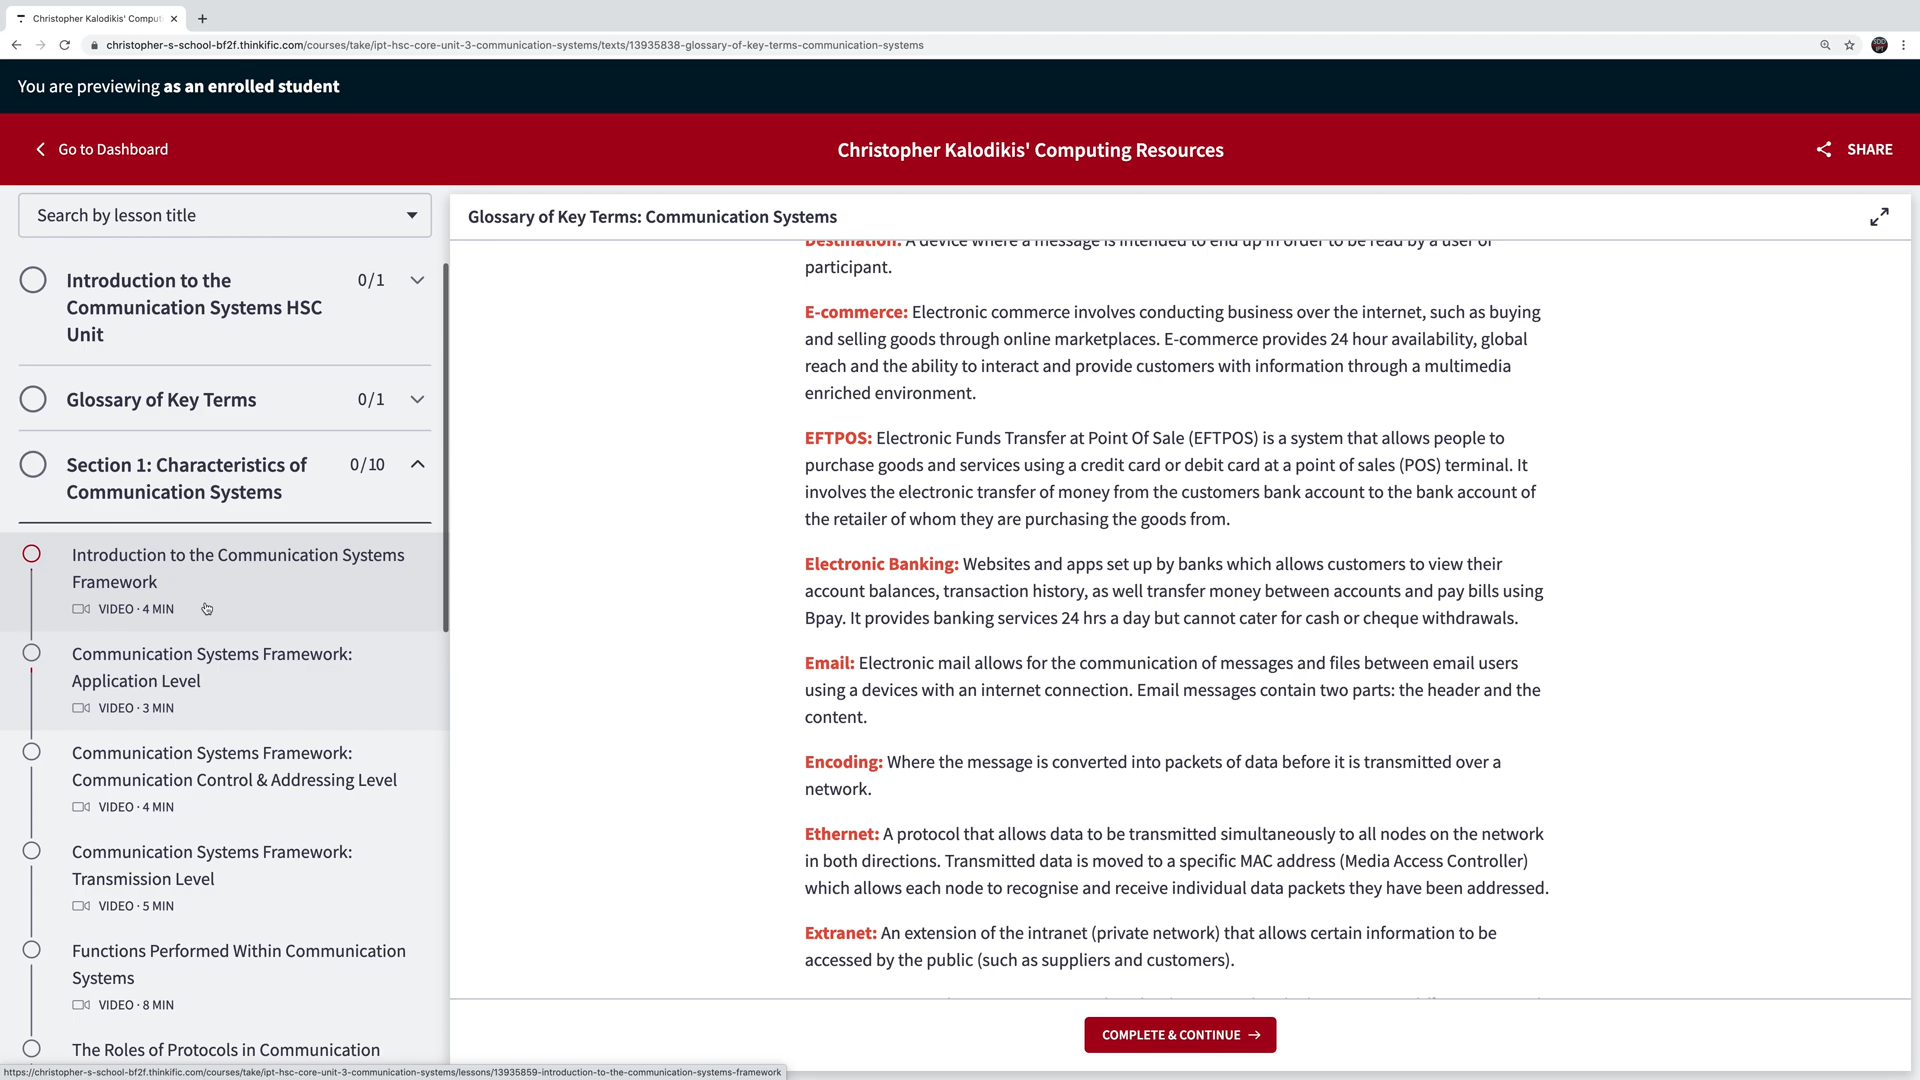 Christopher Kalodikis' Comput
christopher-s-school-bf2f.thinkific.com/courses/take/ipt-hsc-core-unit-3-communication-systems/texts/13935838-glossary-of-key-terms-communication-systems
You are previewing as an enrolled student
Go to Dashboard
Christopher Kalodikis' Computing Resources
SHARE
Search by lesson title
Introduction to the
Communication Systems HSC
Unit
0/1
Glossary of Key Terms
0/1
Section 1: Characteristics of
Communication Systems
0/10
Introduction to the Communication Systems
Framework
VIDEO · 4 MIN
Communication Systems Framework:
Application Level
VIDEO · 3 MIN
Communication Systems Framework:
Communication Control & Addressing Level
VIDEO · 4 MIN
Communication Systems Framework:
Transmission Level
VIDEO · 5 MIN
Functions Performed Within Communication
Systems
VIDEO · 8 MIN
The Roles of Protocols in Communication
Glossary of Key Terms: Communication Systems
Destination: A device where a message is intended to end up in order to be read by a user or
participant.
E-commerce: Electronic commerce involves conducting business over the internet, such as buying
and selling goods through online marketplaces. E-commerce provides 24 hour availability, global
reach and the ability to interact and provide customers with information through a multimedia
enriched environment.
EFTPOS: Electronic Funds Transfer at Point Of Sale (EFTPOS) is a system that allows people to
purchase goods and services using a credit card or debit card at a point of sales (POS) terminal. It
involves the electronic transfer of money from the customers bank account to the bank account of
the retailer of whom they are purchasing the goods from.
Electronic Banking: Websites and apps set up by banks which allows customers to view their
account balances, transaction history, as well transfer money between accounts and pay bills using
Bpay. It provides banking services 24 hrs a day but cannot cater for cash or cheque withdrawals.
Email: Electronic mail allows for the communication of messages and files between email users
using a devices with an internet connection. Email messages contain two parts: the header and the
content.
Encoding: Where the message is converted into packets of data before it is transmitted over a
network.
Ethernet: A protocol that allows data to be transmitted simultaneously to all nodes on the network
in both directions. Transmitted data is moved to a specific MAC address (Media Access Controller)
which allows each node to recognise and receive individual data packets they have been addressed.
Extranet: An extension of the intranet (private network) that allows certain information to be
accessed by the public (such as suppliers and customers).
COMPLETE & CONTINUE
https://christopher-s-school-bf2f.thinkific.com/courses/take/ipt-hsc-core-unit-3-communication-systems/lessons/13935859-introduction-to-the-communication-systems-framework